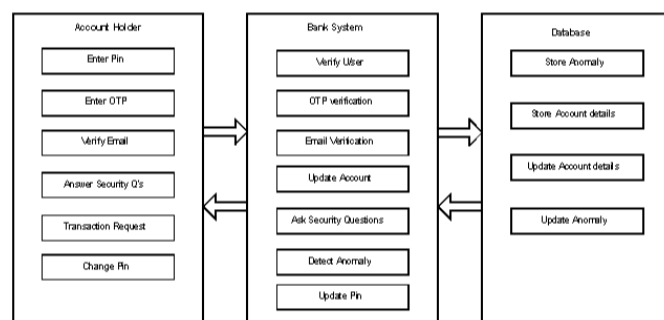 Account Holder
Enter Pin
Enter OTP
Verify Email
Answer Security Q's
Transaction Request
Change Pin
Bank System
Verify User
OTP verification
Email Verification
Update Account
Ask Security Questions
Detect Anomaly
Update Pin
Database
Store Anomaly
Store Account details
Update Account details
Update Anomaly